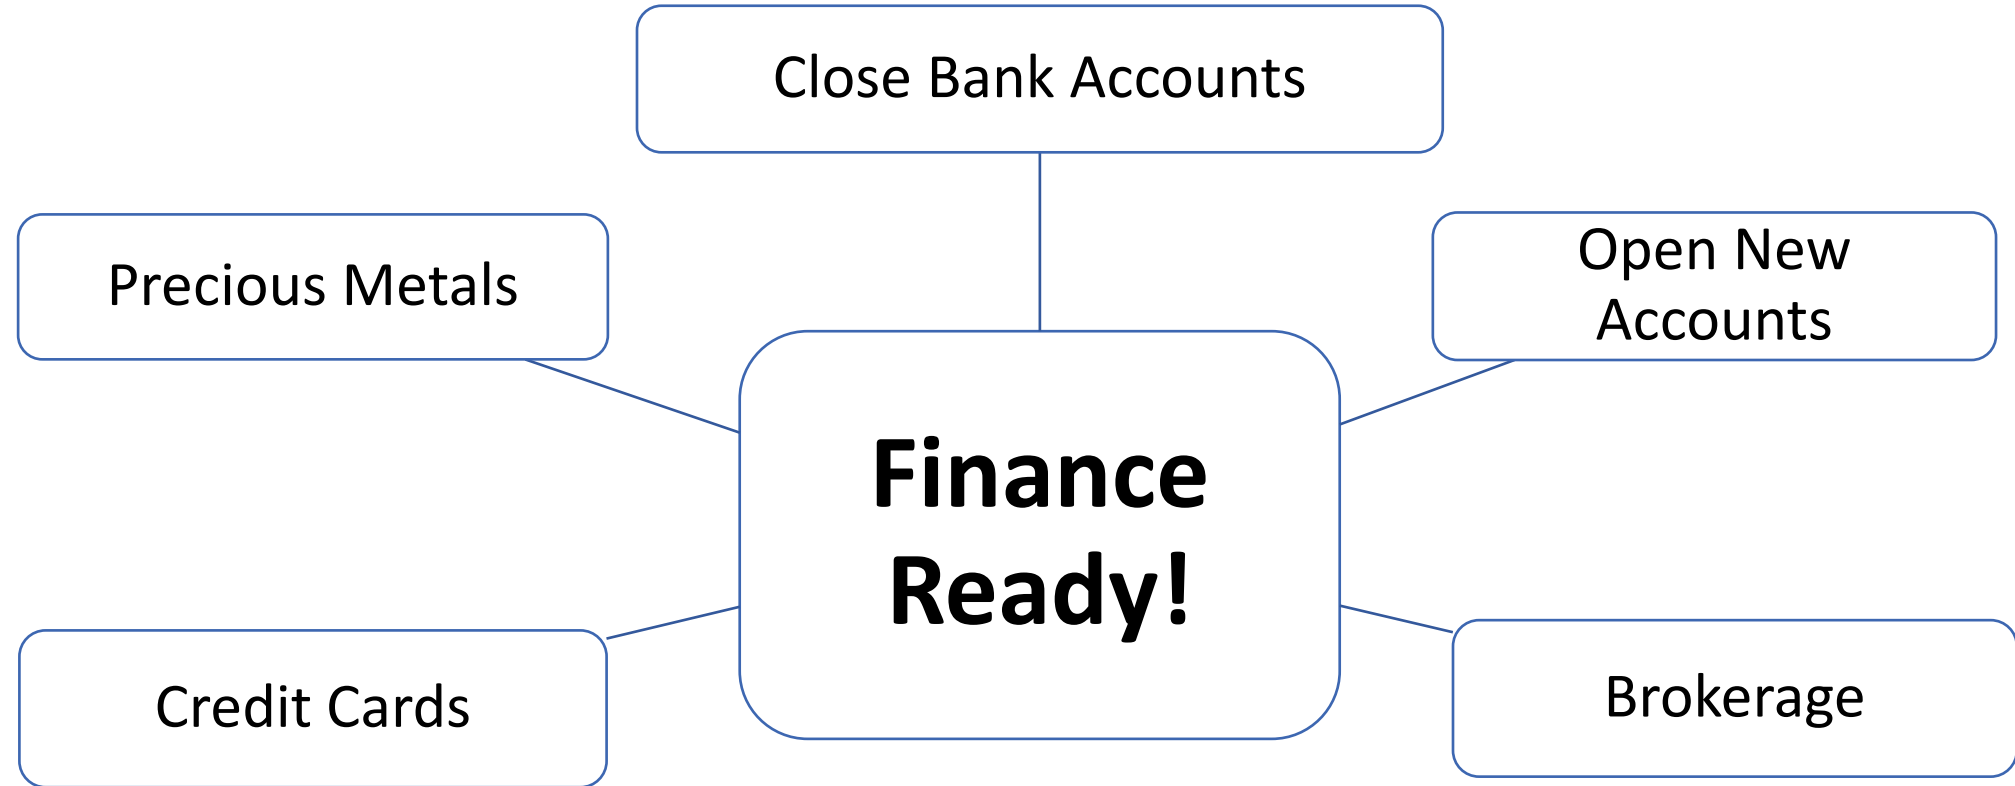 Close Bank Accounts
Precious Metals
Open New
Accounts
Finance
Ready!
Credit Cards
Brokerage